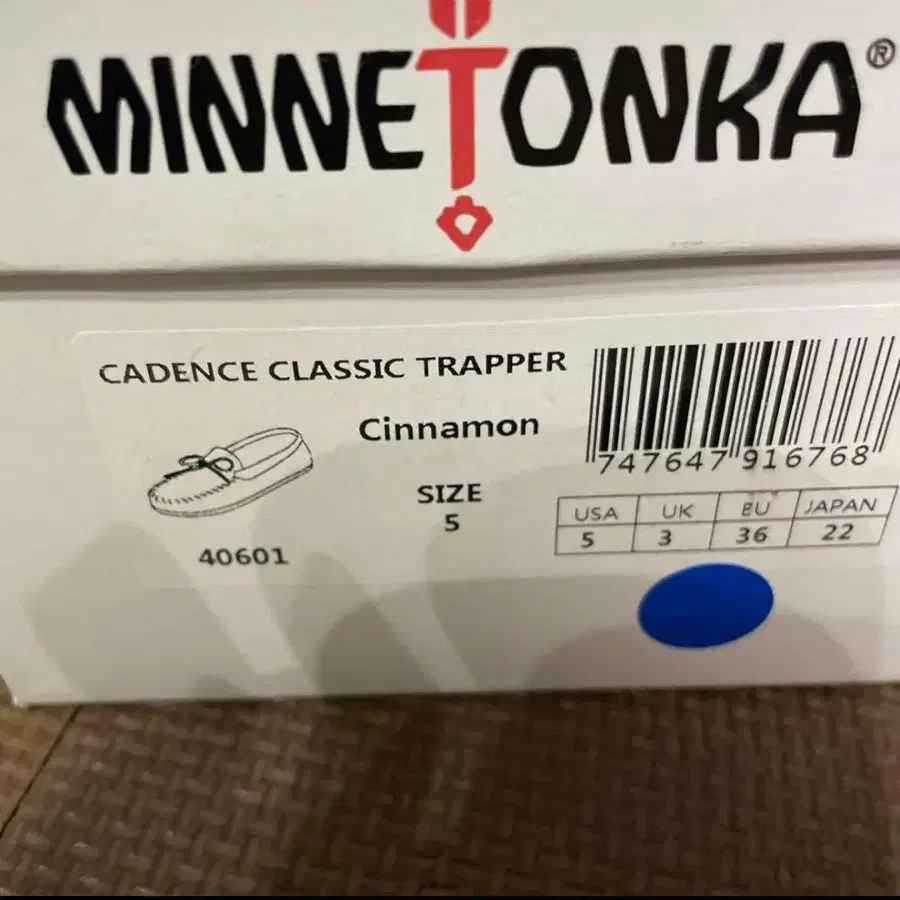 MINNETONKA®
CADENCE CLASSIC TRAPPER
Cinnamon
SIZE
5
40601
747647 916768
USA UK EU JAPAN
5 3 36 22